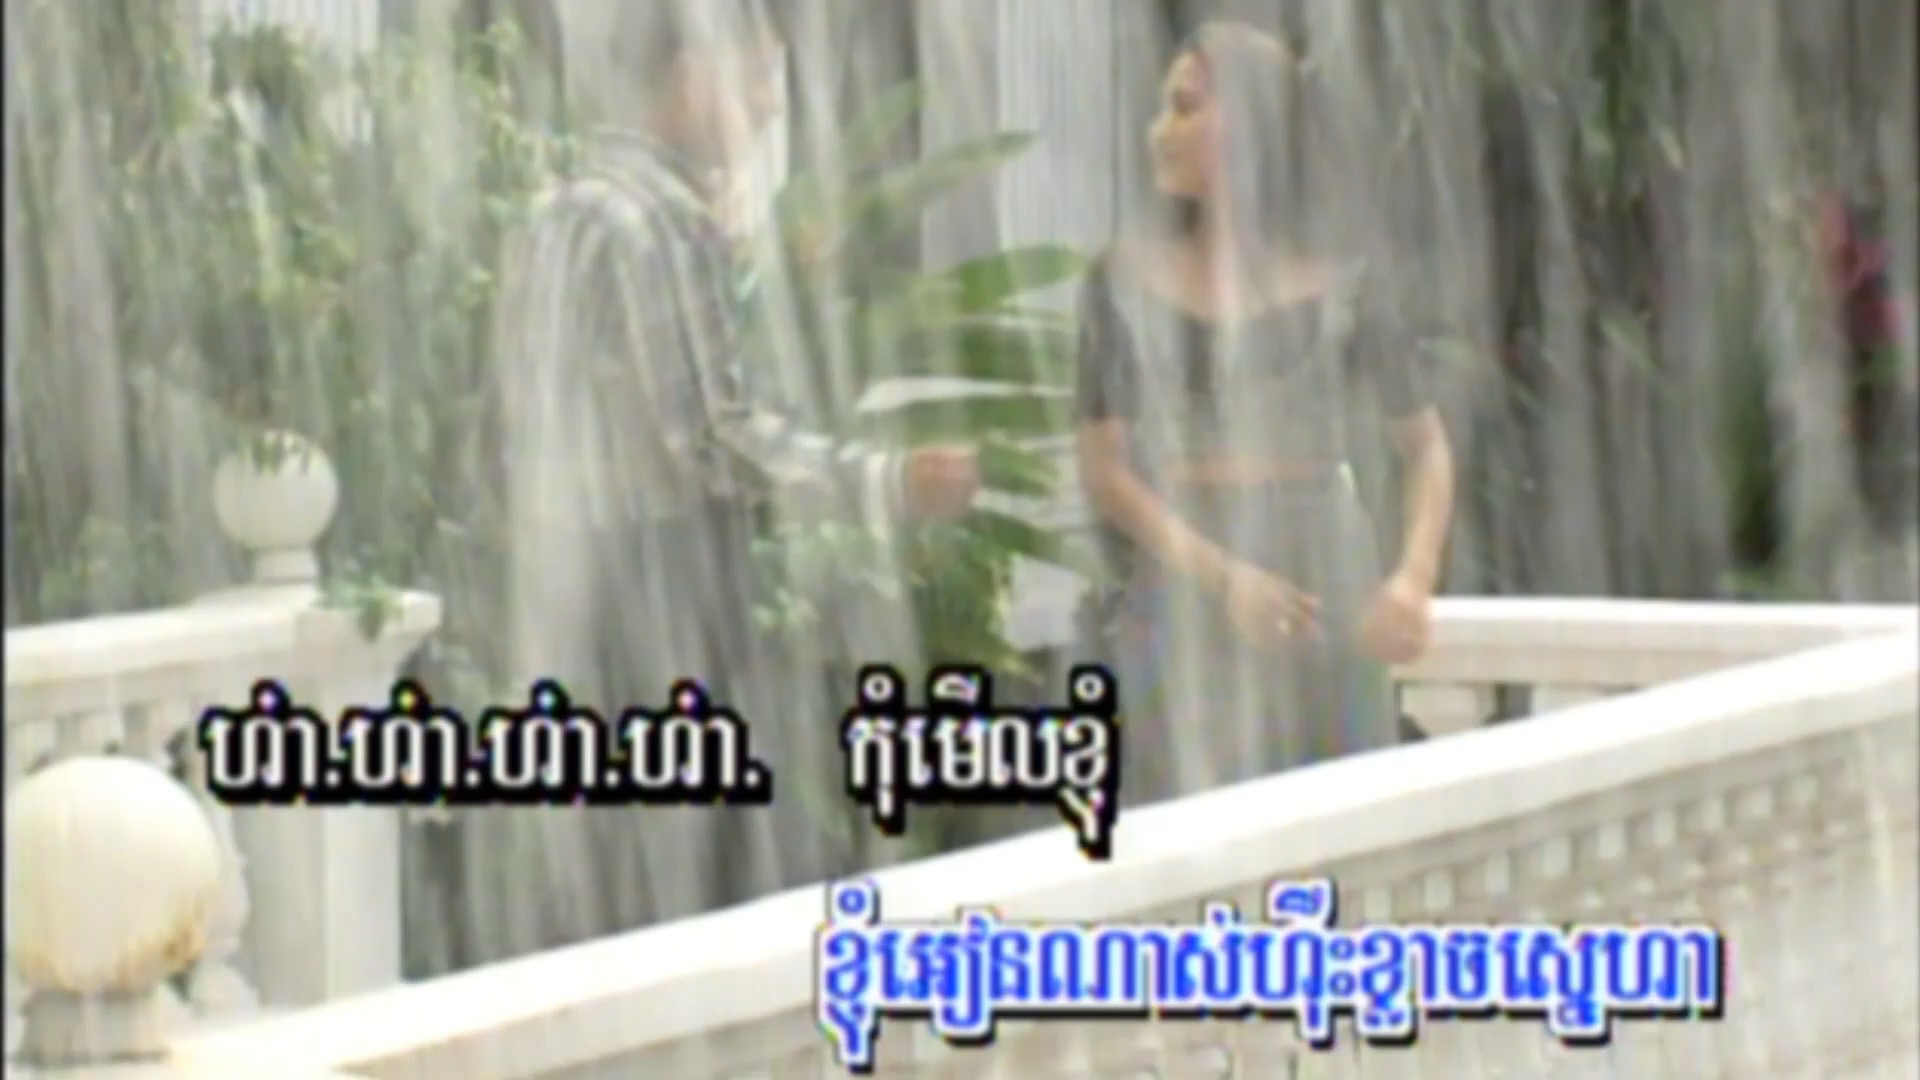 ហាំ.ហាំ.ហាំ.ហាំ. កុំមើលខ្ញុំ
ខ្ញុំអៀនណាស់ហ៊ឺះខ្លាចស្នេហា